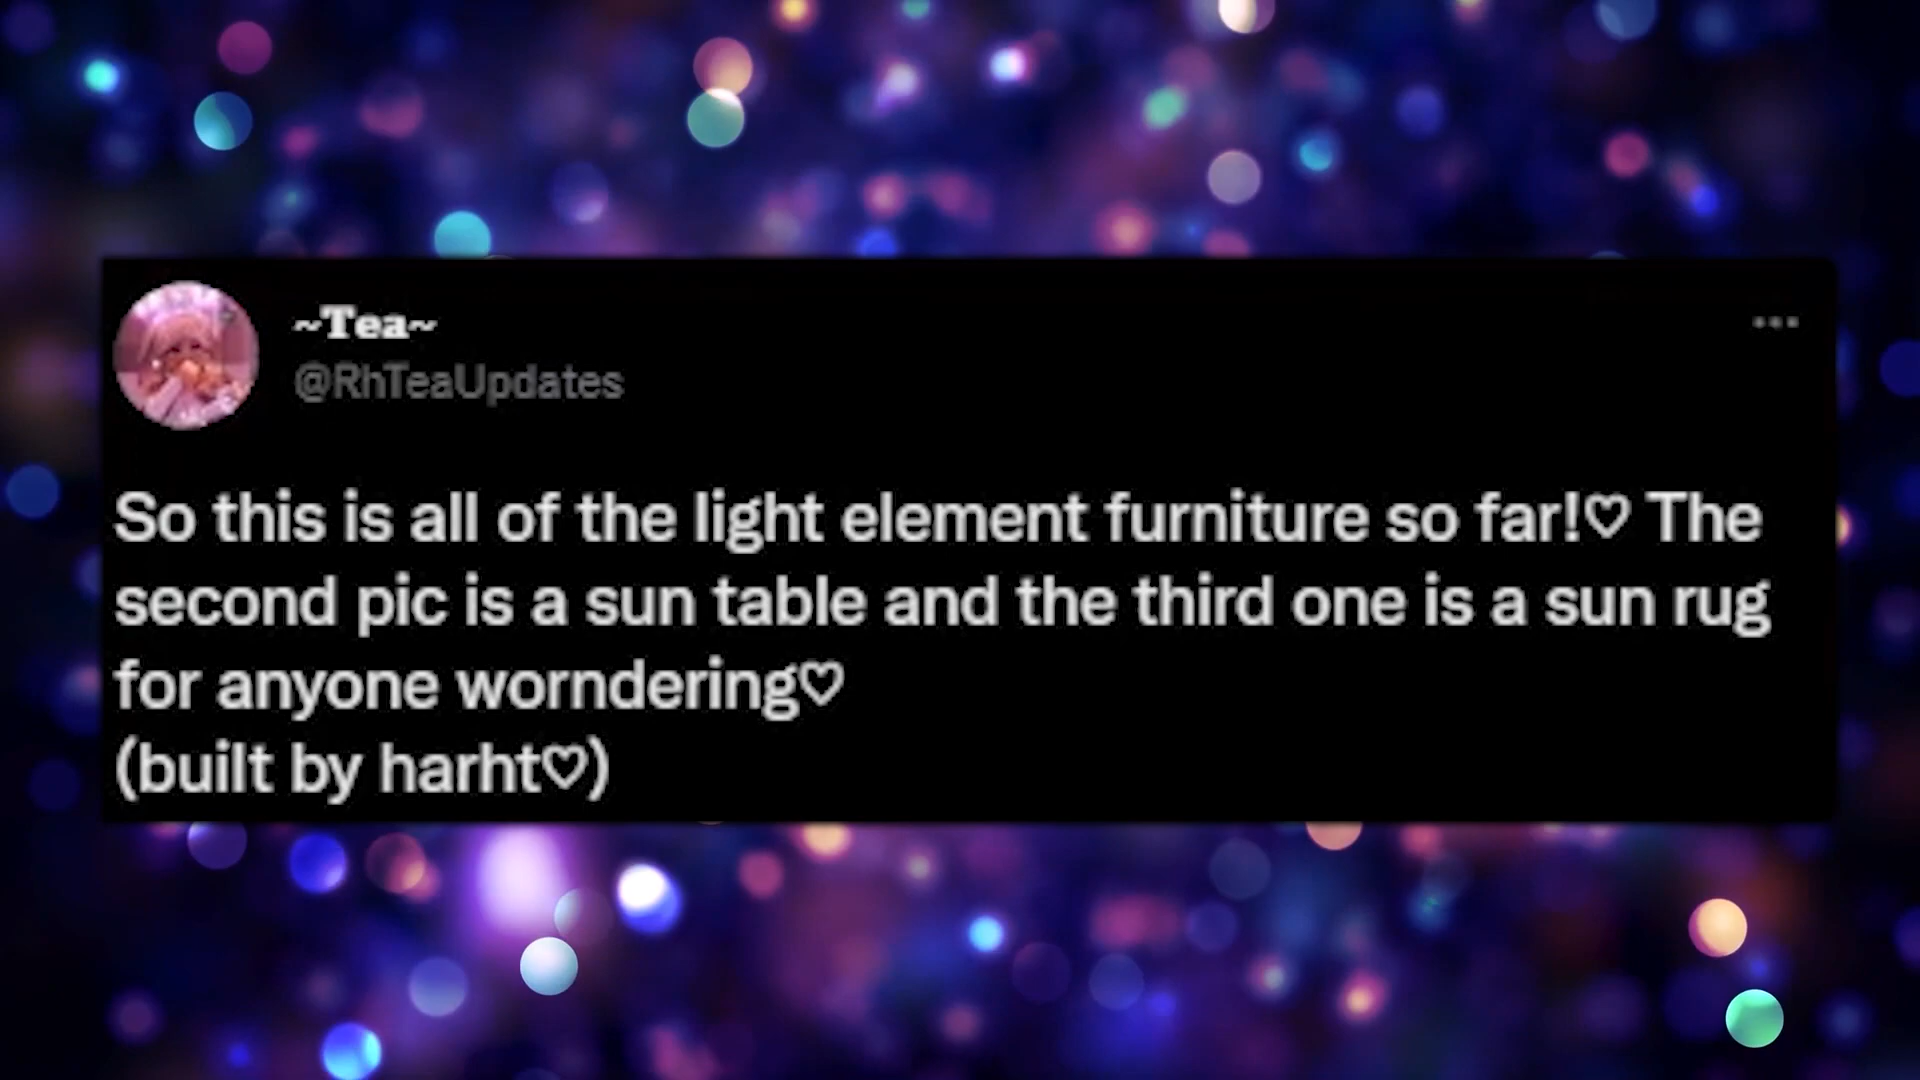 ~Tea~
@RhTeaUpdates
So this is all of the light element furniture so far!♡ The
second pic is a sun table and the third one is a sun rug
for anyone worndering♡
(built by harht♡)